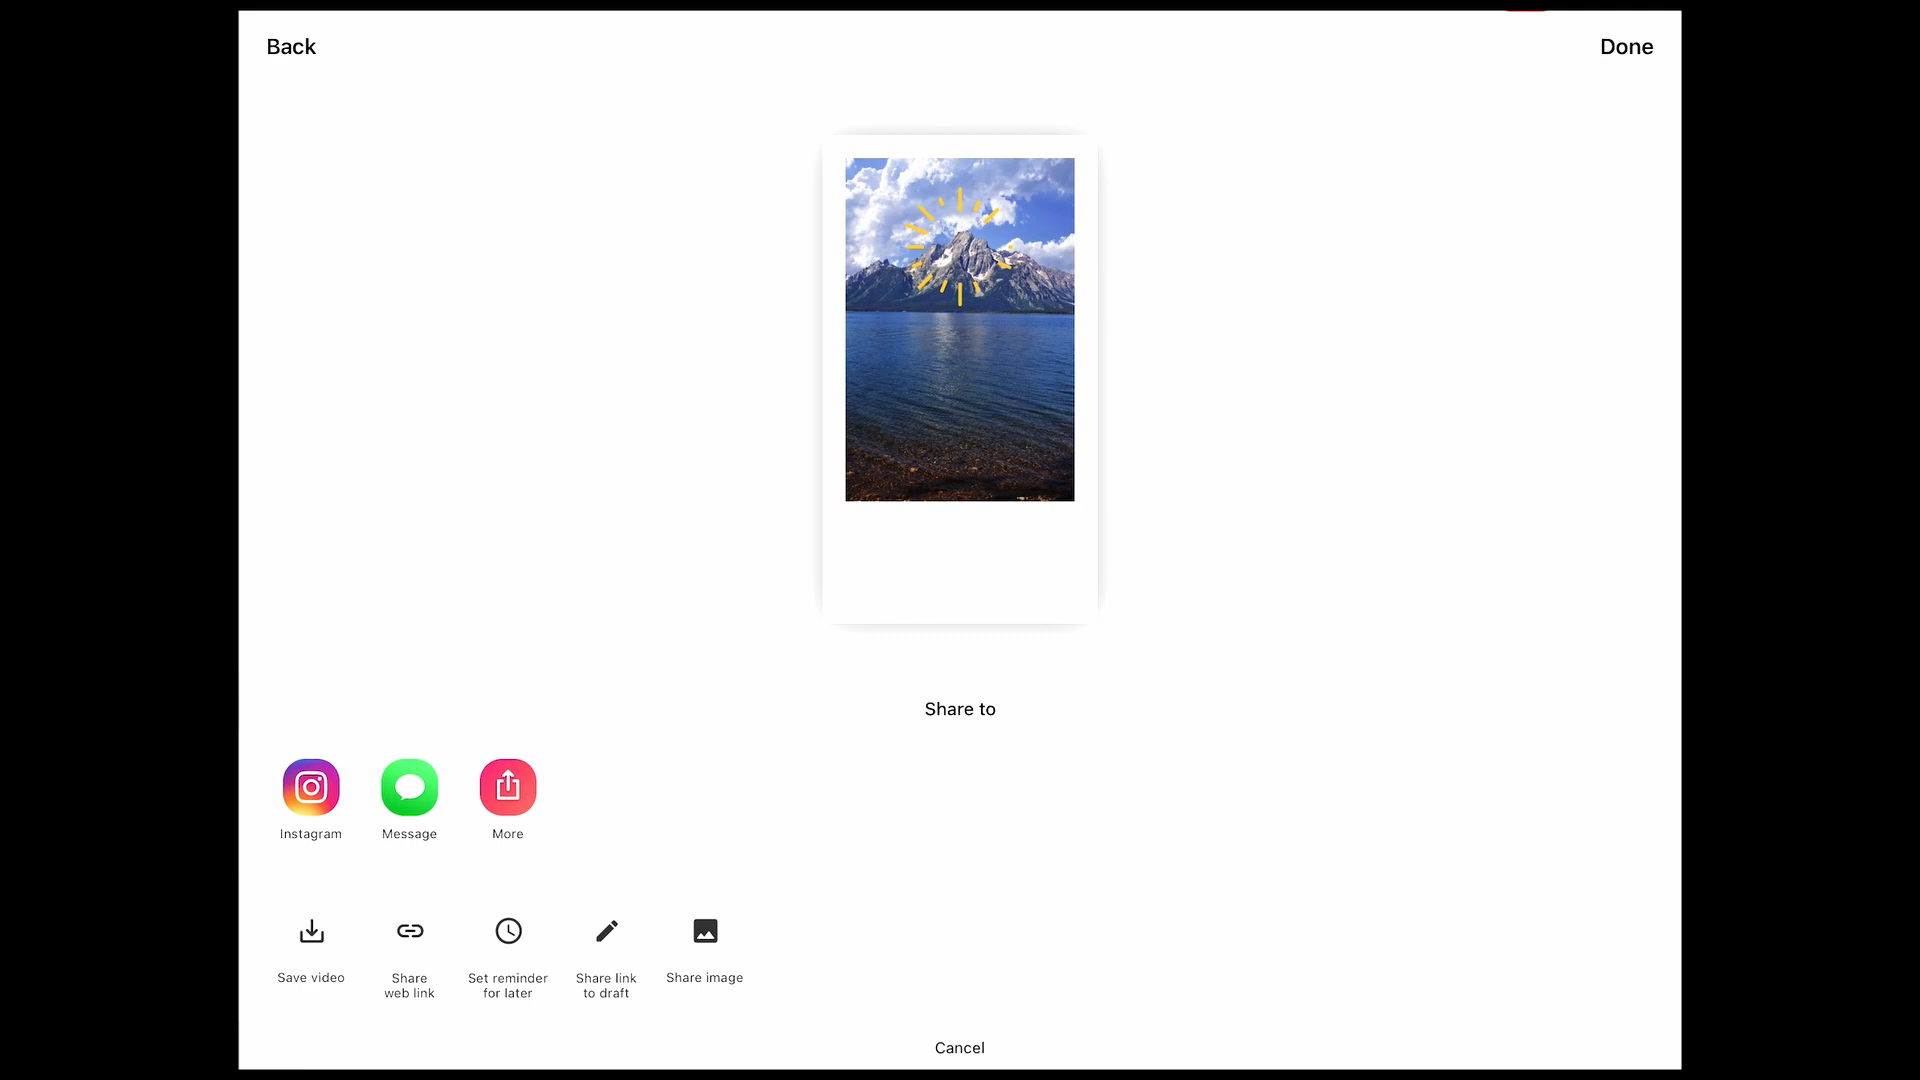 Back
Done
Share to
Instagram
Message
More
Save video
Share
web link
Set reminder
for later
Share link
to draft
Share image
Cancel